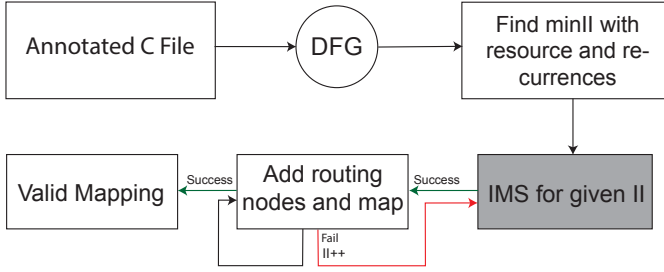 Annotated C File
DFG
Find minII with
resource and re-
currences
Valid Mapping
Success
Add routing
nodes and map
Success
IMS for given II
Fail
II++